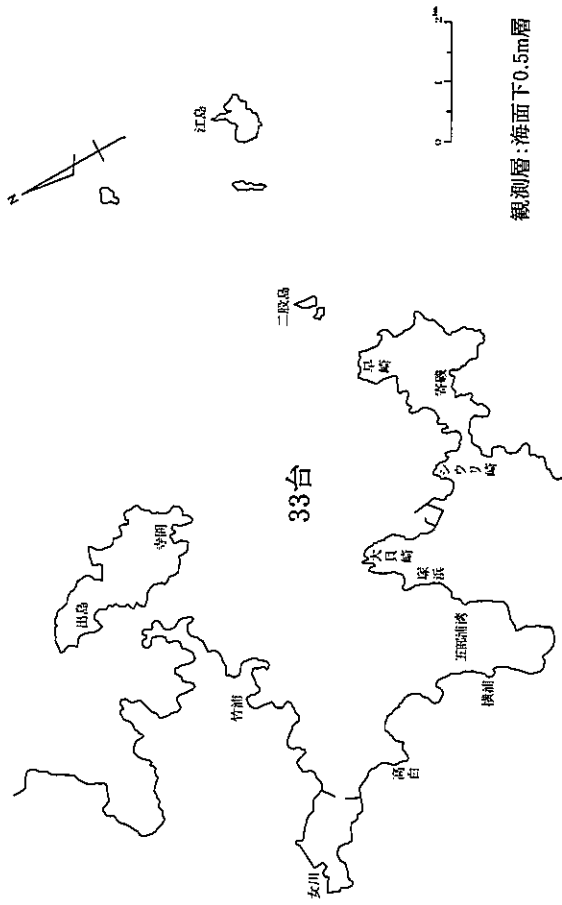 N
江島
0 1 2km
観測層:海面下0.5m層
二股島
早崎
寄磯
シウリ崎
33台
寺間
出島
大貝崎
塚浜
五部浦湾
横浦
竹浦
高白
女川